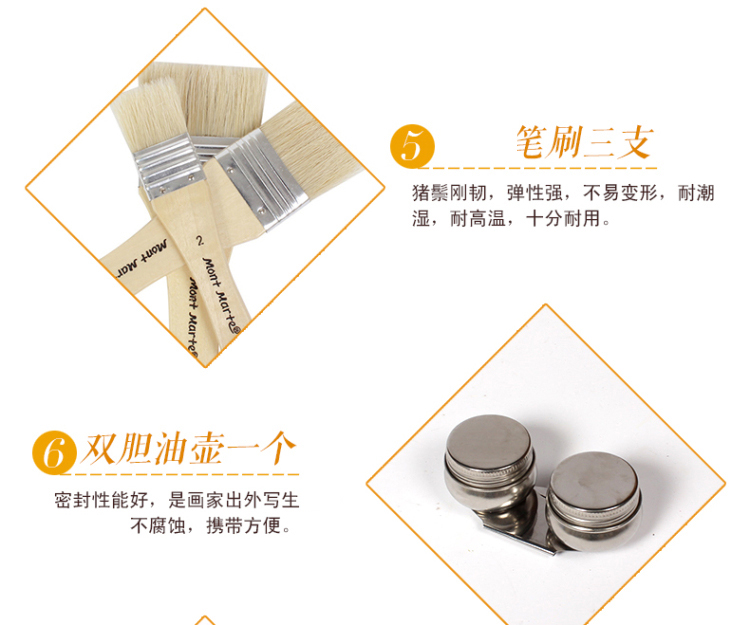 5 笔刷三支
猪鬃刚韧，弹性强，不易变形，耐潮
湿，耐高温，十分耐用。
2
Mont Marte®
Mont Mar
Mont Marte®
6 双胆油壶一个
密封性能好，是画家出外写生
不腐蚀，携带方便。